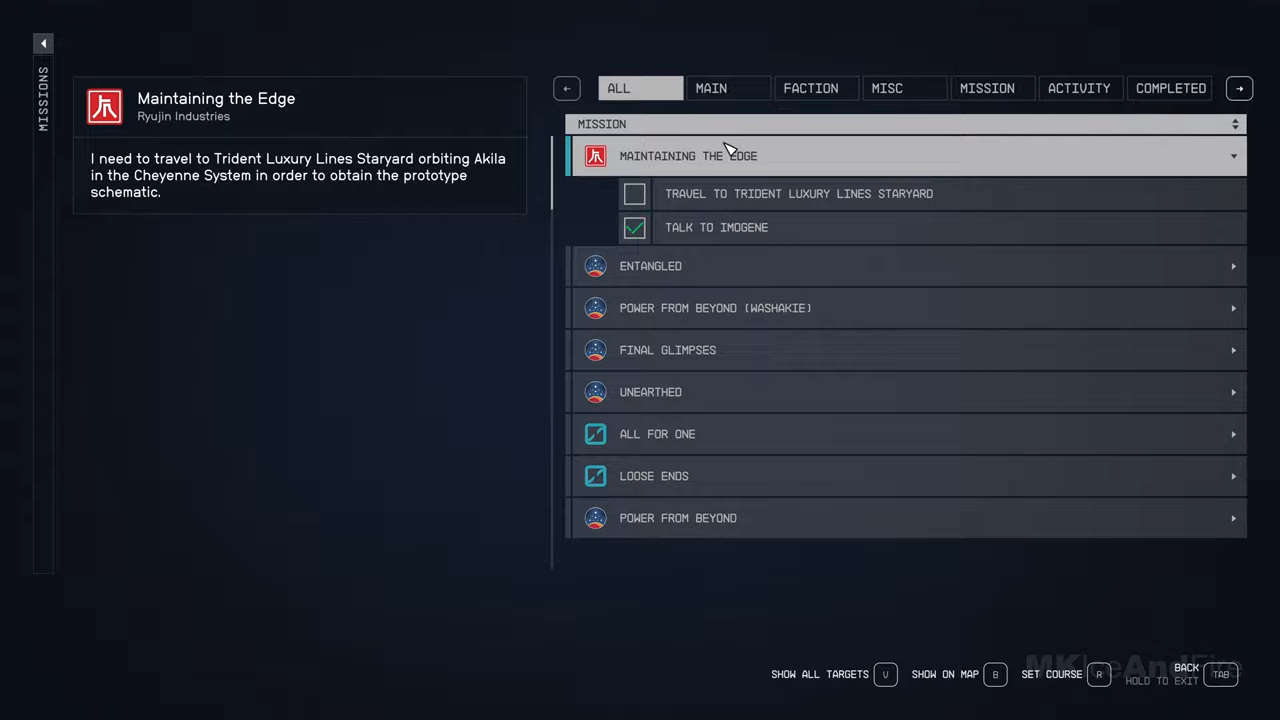 MISSIONS
Maintaining the Edge
Ryujin Industries
I need to travel to Trident Luxury Lines Staryard orbiting Akila
in the Cheyenne System in order to obtain the prototype
schematic.
ALL MAIN FACTION MISC MISSION ACTIVITY COMPLETED
MISSION
MAINTAINING THE EDGE
TRAVEL TO TRIDENT LUXURY LINES STARYARD
TALK TO IMOGENE
ENTANGLED
POWER FROM BEYOND (WASHAKIE)
FINAL GLIMPSES
UNEARTHED
ALL FOR ONE
LOOSE ENDS
POWER FROM BEYOND
MKIceAndFire
SHOW ALL TARGETS V SHOW ON MAP B SET COURSE R BACK
HOLD TO EXIT TAB